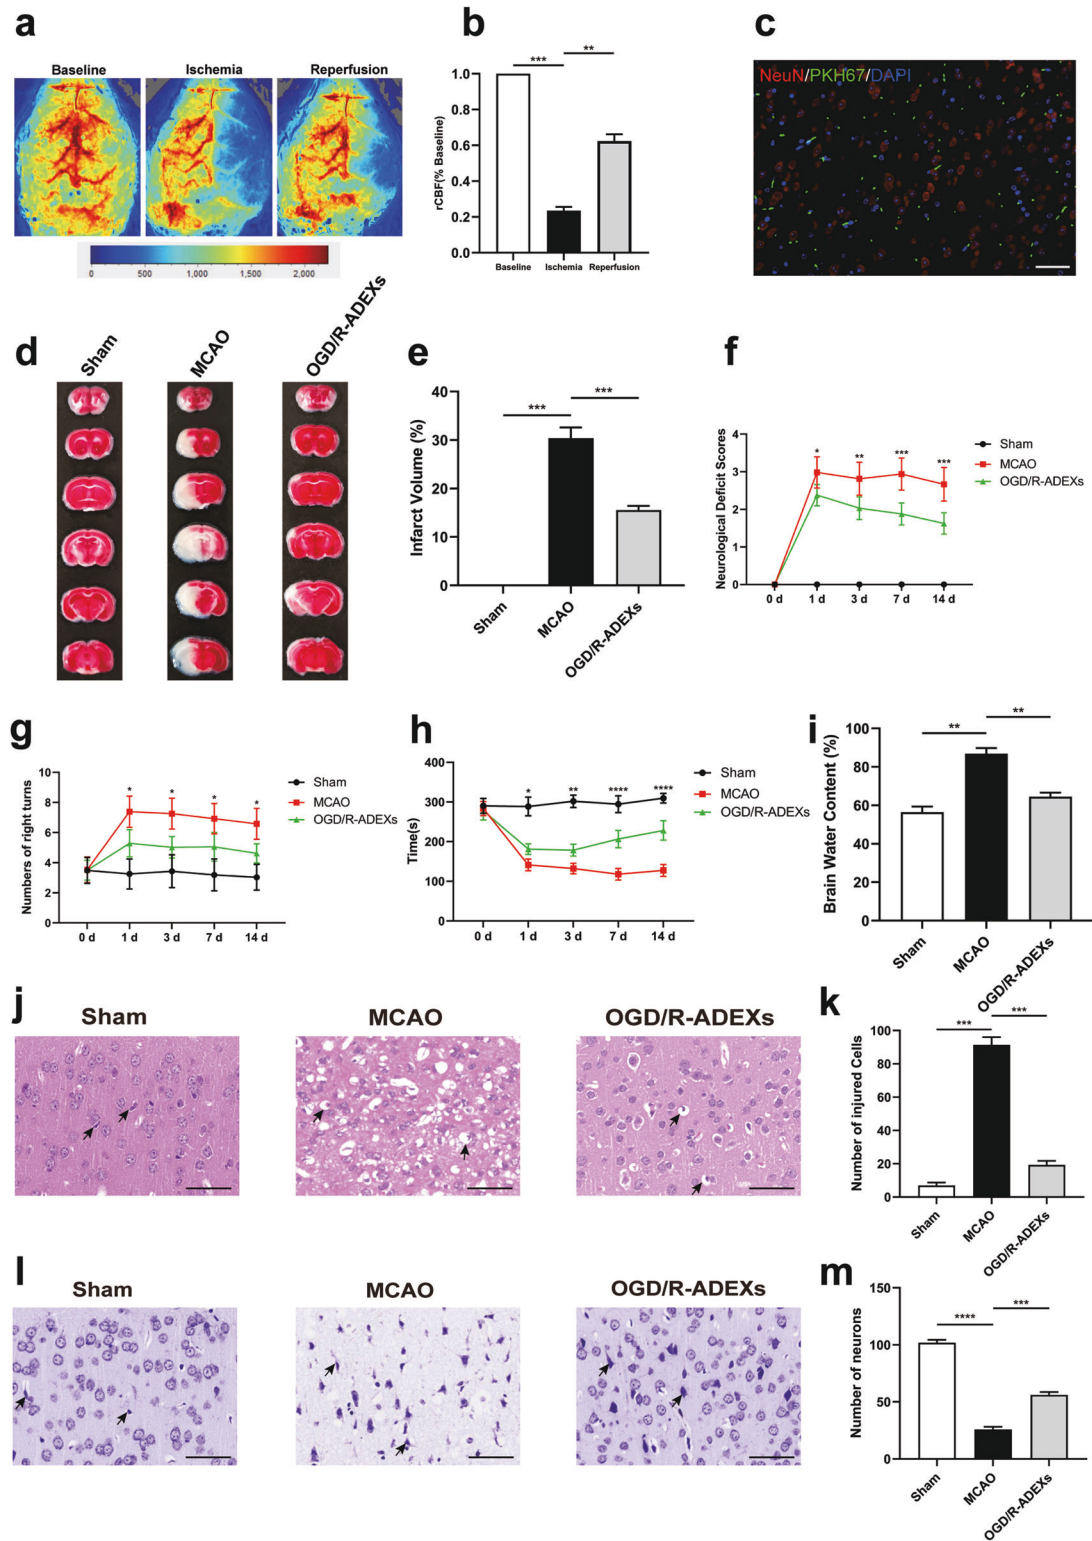 a
Baseline
Ischemia
Reperfusion
0
500
1,000
1,500
2,000
b
rCBF(% Baseline)
1.0
0.8
0.6
0.4
0.2
0.0
***
**
Baseline
Ischemia
Reperfusion
c
NeuN/PKH67/DAPI
d
Sham
MCAO
OGD/R-ADEXs
e
Infarct Volume (%)
40
30
20
10
0
***
***
Sham
MCAO
OGD/R-ADEXs
f
Neurological Deficit Scores
4
3
2
1
0
*
**
***
***
0 d
1 d
3 d
7 d
14 d
Sham
MCAO
OGD/R-ADEXs
g
Numbers of right turns
10
8
6
4
2
0
*
*
*
*
0 d
1 d
3 d
7 d
14 d
Sham
MCAO
OGD/R-ADEXs
h
Time(s)
400
300
200
100
0
*
**
****
****
0 d
1 d
3 d
7 d
14 d
Sham
MCAO
OGD/R-ADEXs
i
Brain Water Content (%)
100
80
60
40
20
0
**
**
Sham
MCAO
OGD/R-ADEXs
j
Sham
MCAO
OGD/R-ADEXs
k
Number of injured Cells
100
80
60
40
20
0
***
***
Sham
MCAO
OGD/R-ADEXs
l
Sham
MCAO
OGD/R-ADEXs
m
Number of neurons
150
100
50
0
****
***
Sham
MCAO
OGD/R-ADEXs